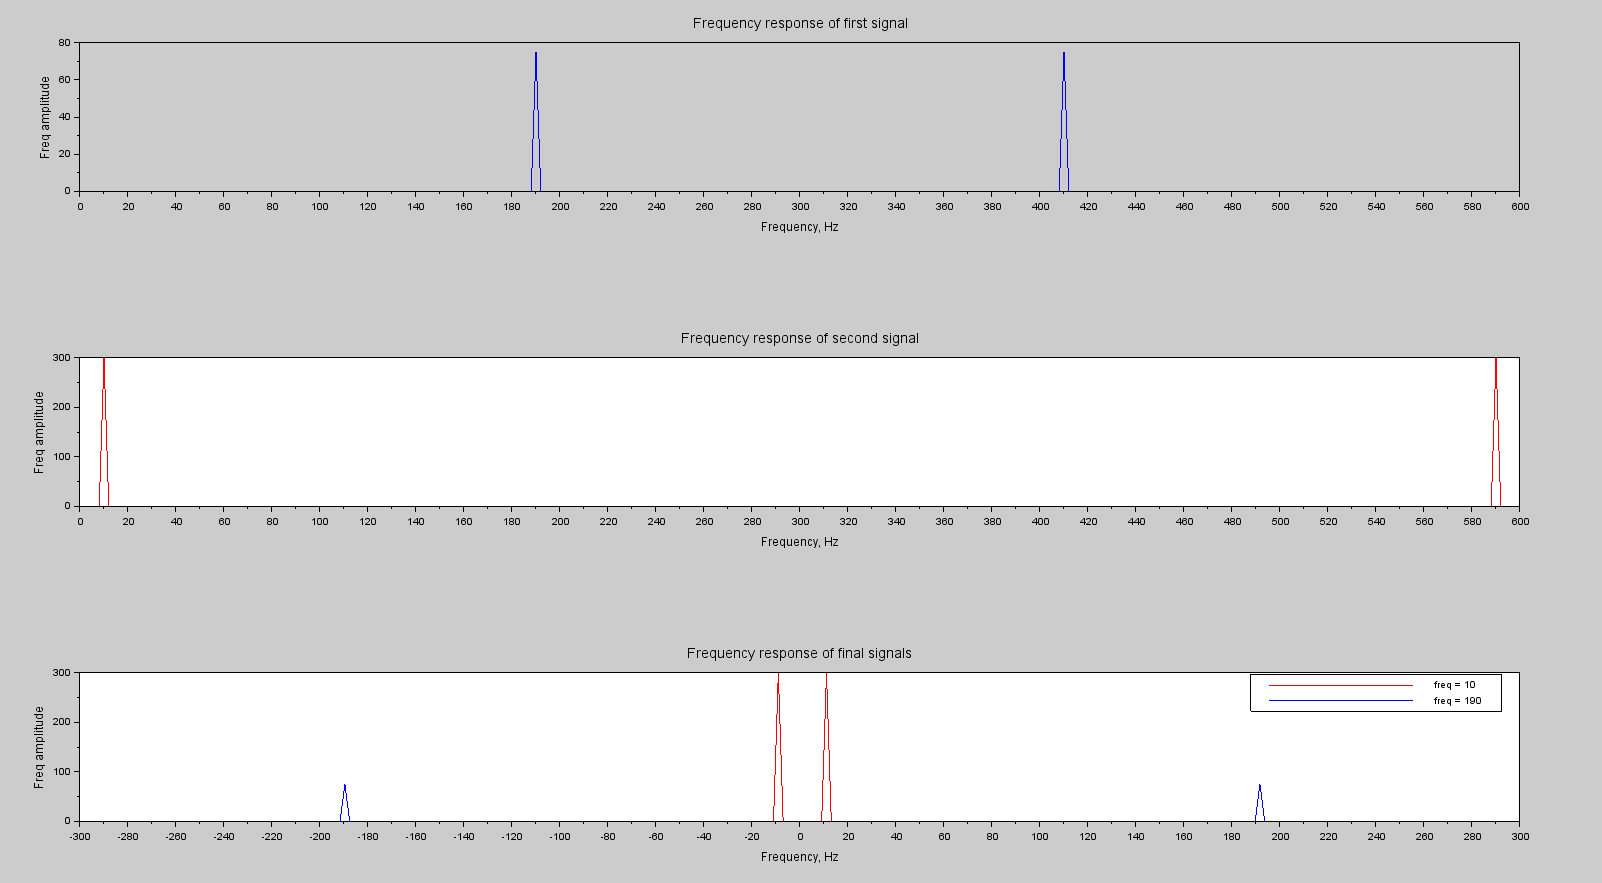 Frequency response of first signal
80
60
40
20
0
Freq amplitude
0 20 40 60 80 100 120 140 160 180 200 220 240 260 280 300 320 340 360 380 400 420 440 460 480 500 520 540 560 580 600
Frequency, Hz
Frequency response of second signal
300
200
100
0
Freq amplitude
0 20 40 60 80 100 120 140 160 180 200 220 240 260 280 300 320 340 360 380 400 420 440 460 480 500 520 540 560 580 600
Frequency, Hz
Frequency response of final signals
300
200
100
0
Freq amplitude
freq = 10
freq = 190
-300 -280 -260 -240 -220 -200 -180 -160 -140 -120 -100 -80 -60 -40 -20 0 20 40 60 80 100 120 140 160 180 200 220 240 260 280 300
Frequency, Hz